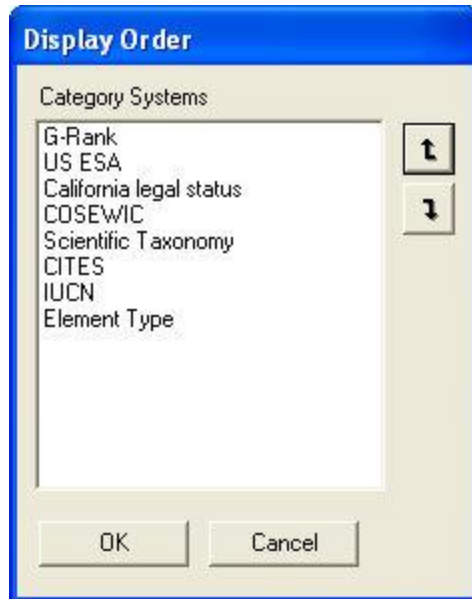 Display Order
Category Systems
G-Rank
US ESA
California legal status
COSEWIC
Scientific Taxonomy
CITES
IUCN
Element Type
OK
Cancel